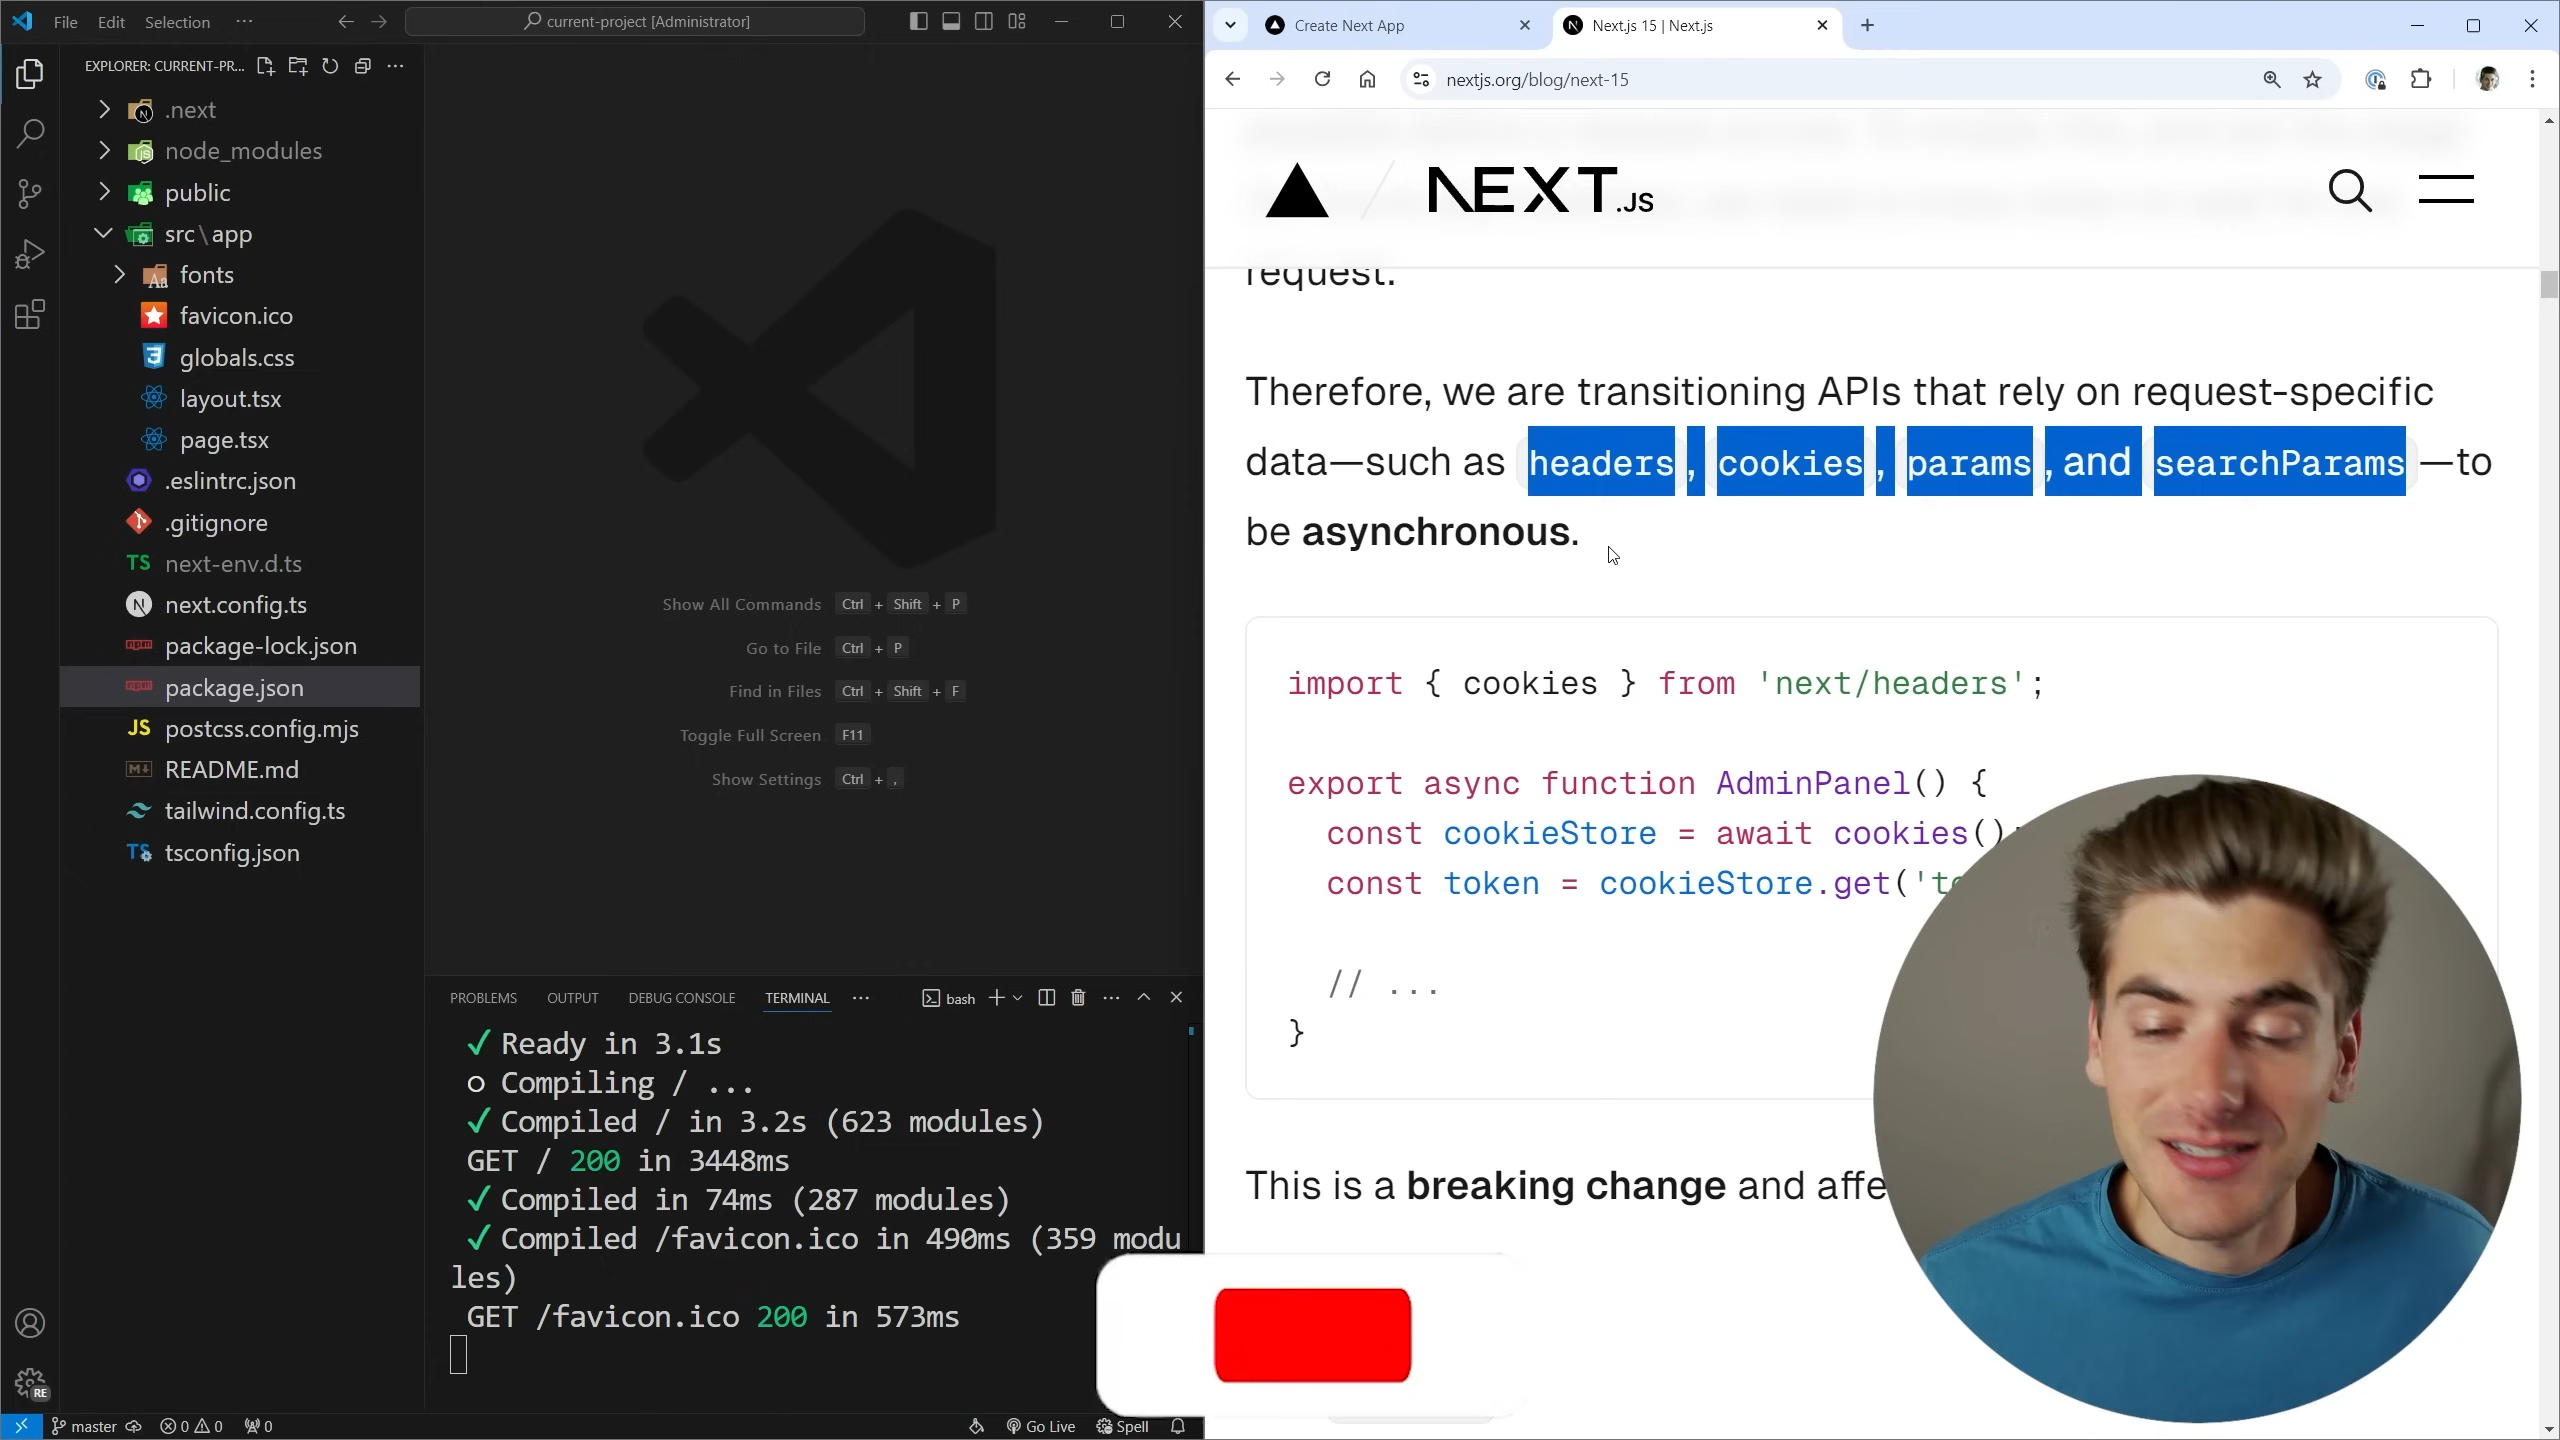 File Edit Selection ···
current-project [Administrator]
EXPLORER: CURRENT-PR...
.next
node_modules
public
src\app
fonts
favicon.ico
globals.css
layout.tsx
page.tsx
.eslintrc.json
.gitignore
next-env.d.ts
next.config.ts
package-lock.json
package.json
postcss.config.mjs
README.md
tailwind.config.ts
tsconfig.json
Show All Commands Ctrl + Shift + P
Go to File Ctrl + P
Find in Files Ctrl + Shift + F
Toggle Full Screen F11
Show Settings Ctrl + ,
PROBLEMS OUTPUT DEBUG CONSOLE TERMINAL ··· bash
✓ Ready in 3.1s
○ Compiling / ...
✓ Compiled / in 3.2s (623 modules)
GET / 200 in 3448ms
✓ Compiled in 74ms (287 modules)
✓ Compiled /favicon.ico in 490ms (359 modu
les)
GET /favicon.ico 200 in 573ms
RE
master 0 0 0 Go Live Spell
Create Next App
Next.js 15 | Next.js
nextjs.org/blog/next-15
NEXT.JS
request.
Therefore, we are transitioning APIs that rely on request-specific
data—such as headers, cookies, params, and searchParams—to
be asynchronous.
import { cookies } from 'next/headers';
export async function AdminPanel() {
const cookieStore = await cookies();
const token = cookieStore.get('to
// ...
}
This is a breaking change and affe